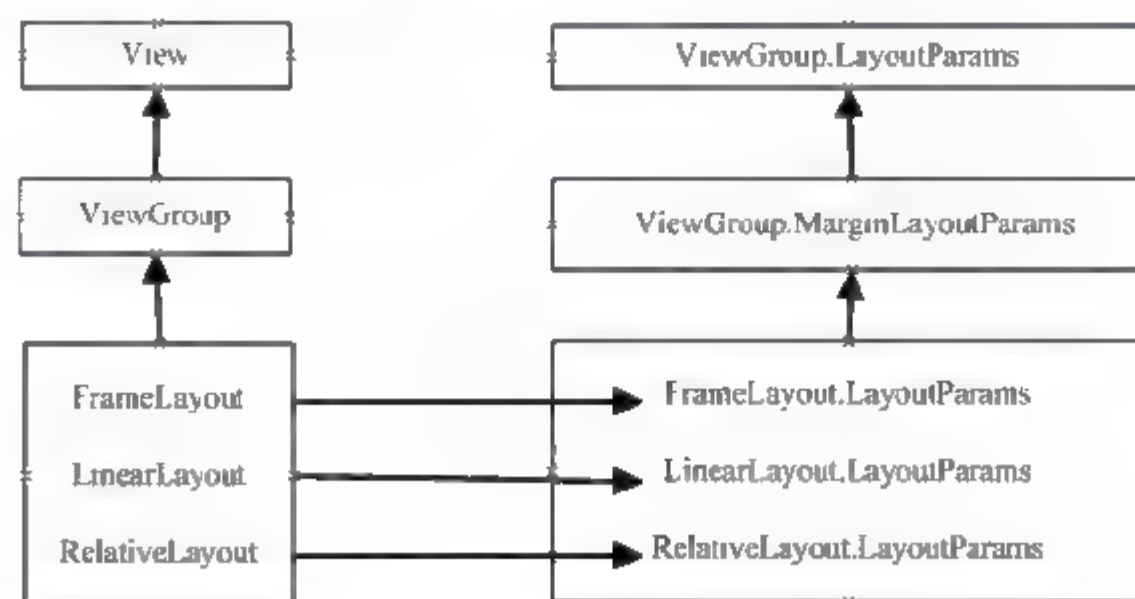 View
ViewGroup.LayoutParams
ViewGroup
ViewGroup.MarginLayoutParams
FrameLayout
FrameLayout.LayoutParams
LinearLayout
LinearLayout.LayoutParams
RelativeLayout
RelativeLayout.LayoutParams